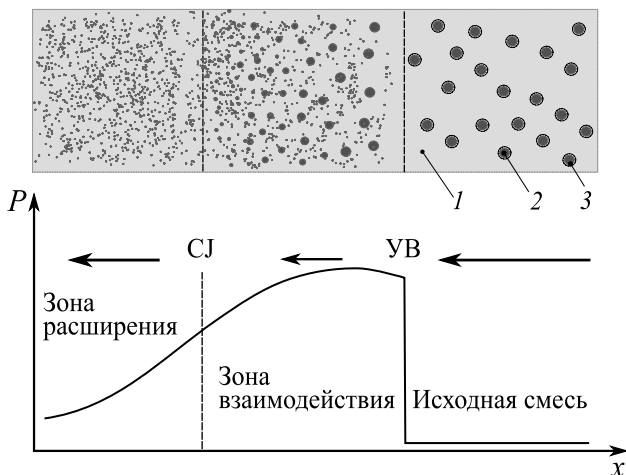 1 2 3
P
CJ УВ
Зона
расширения
Зона
взаимодействия
Исходная смесь
x